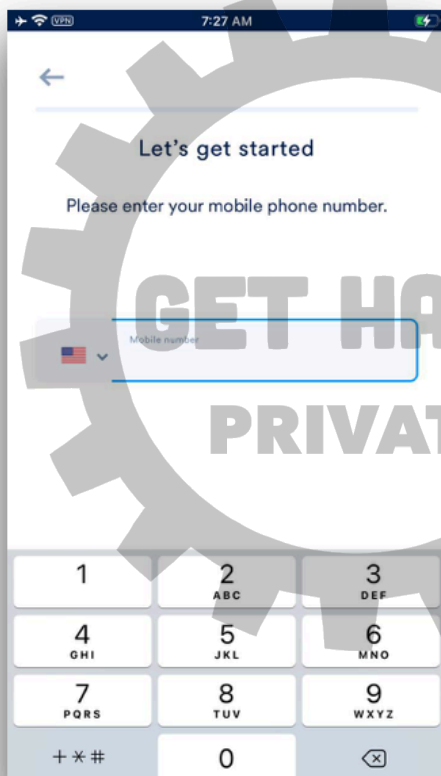 VPN
7:27 AM
Let's get started
Please enter your mobile phone number.
GET HA
Mobile number
PRIVAT
1
2
ABC
3
DEF
4
GHI
5
JKL
6
MNO
7
PQRS
8
TUV
9
WXYZ
+ * #
0